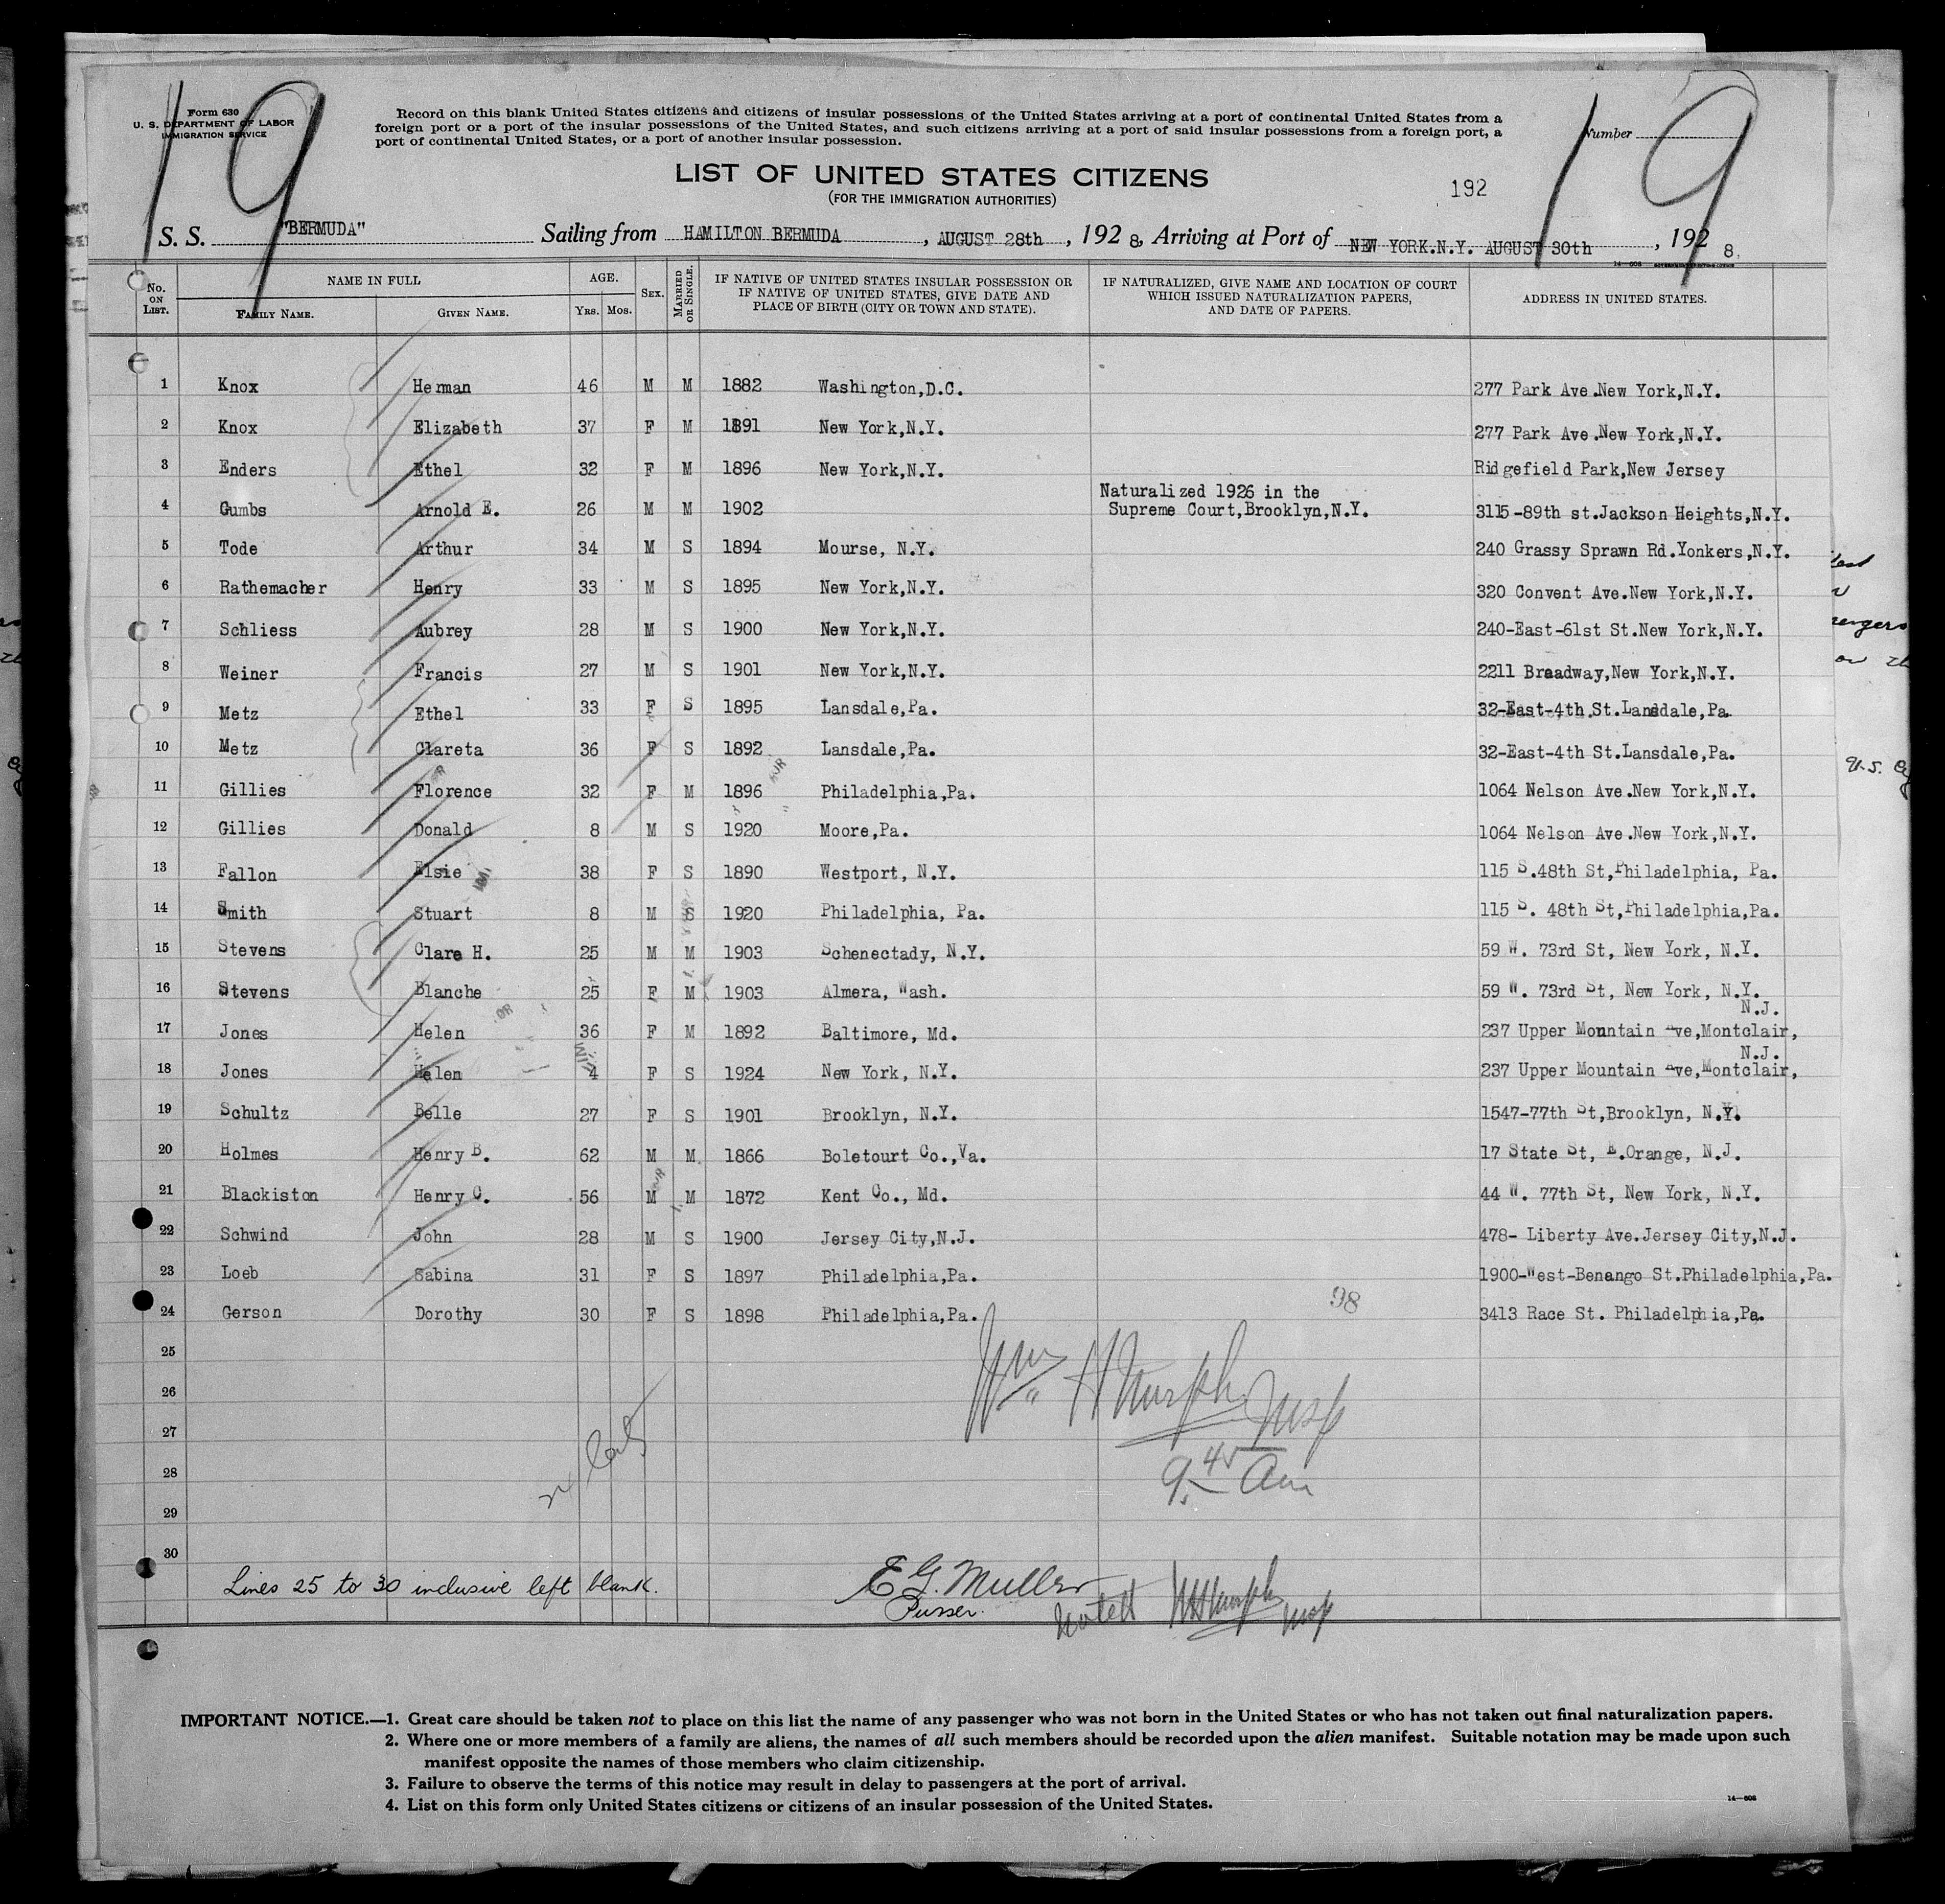 19
19
Form 630
U. S. DEPARTMENT OF LABOR
IMMIGRATION SERVICE
Record on this blank United States citizens and citizens of insular possessions of the United States arriving at a port of continental United States from a
foreign port or a port of the insular possessions of the United States, and such citizens arriving at a port of said insular possessions from a foreign port, a
port of continental United States, or a port of another insular possession.
Number
LIST OF UNITED STATES CITIZENS
(FOR THE IMMIGRATION AUTHORITIES)
192
S. S. "BERMUDA" Sailing from HAMILTON BERMUDA, AUGUST 28th, 1928, Arriving at Port of NEW YORK.N.Y. AUGUST 30th, 1928.
No. ON LIST. NAME IN FULL FAMILY NAME. GIVEN NAME. AGE. YRS. MOS. SEX. MARRIED OR SINGLE. IF NATIVE OF UNITED STATES INSULAR POSSESSION OR IF NATIVE OF UNITED STATES, GIVE DATE AND PLACE OF BIRTH (CITY OR TOWN AND STATE). IF NATURALIZED, GIVE NAME AND LOCATION OF COURT WHICH ISSUED NATURALIZATION PAPERS, AND DATE OF PAPERS. ADDRESS IN UNITED STATES.
1 Knox Herman 46 M M 1882 Washington,D.C. 277 Park Ave.New York,N.Y.
2 Knox Elizabeth 37 F M 1891 New York,N.Y. 277 Park Ave.New York,N.Y.
3 Enders Ethel 32 F M 1896 New York,N.Y. Ridgefield Park,New Jersey
4 Gumbs Arnold E. 26 M M 1902 Naturalized 1926 in the Supreme Court,Brooklyn,N.Y. 3115-89th st.Jackson Heights,N.Y.
5 Tode Arthur 34 M S 1894 Mourse, N.Y. 240 Grassy Sprawn Rd.Yonkers,N.Y.
6 Rathemacher Henry 33 M S 1895 New York,N.Y. 320 Convent Ave.New York,N.Y.
7 Schliess Aubrey 28 M S 1900 New York,N.Y. 240-East-61st St.New York,N.Y.
8 Weiner Francis 27 M S 1901 New York,N.Y. 2211 Broadway,New York,N.Y.
9 Metz Ethel 33 F S 1895 Lansdale,Pa. 32-East-4th St.Lansdale,Pa.
10 Metz Clareta 36 F S 1892 Lansdale,Pa. 32-East-4th St.Lansdale,Pa.
11 Gillies Florence 32 F M 1896 Philadelphia,Pa. 1064 Nelson Ave.New York,N.Y.
12 Gillies Donald 8 M S 1920 Moore,Pa. 1064 Nelson Ave.New York,N.Y.
13 Fallon Elsie 38 F S 1890 Westport, N.Y. 115 S.48th St,Philadelphia, Pa.
14 Smith Stuart 8 M S 1920 Philadelphia, Pa. 115 S. 48th St,Philadelphia,Pa.
15 Stevens Clare H. 25 M M 1903 Schenectady, N.Y. 59 W. 73rd St, New York, N.Y.
16 Stevens Blanche 25 F M 1903 Almera, Wash. 59 W. 73rd St, New York, N.Y.
17 Jones Helen 36 F M 1892 Baltimore, Md. 237 Upper Mountain Ave,Montclair, N.J.
18 Jones Helen 4 F S 1924 New York, N.Y. 237 Upper Mountain Ave,Montclair, N.J.
19 Schultz Belle 27 F S 1901 Brooklyn, N.Y. 1547-77th St,Brooklyn, N.Y.
20 Holmes Henry B. 62 M M 1866 Boletourt Co.,Va. 17 State St, E.Orange, N.J.
21 Blackiston Henry C. 56 M M 1872 Kent Co., Md. 44 W. 77th St, New York, N.Y.
22 Schwind John 28 M S 1900 Jersey City,N.J. 478- Liberty Ave.Jersey City,N.J.
23 Loeb Sabina 31 F S 1897 Philadelphia,Pa. 1900-West-Benango St.Philadelphia,Pa.
24 Gerson Dorothy 30 F S 1898 Philadelphia,Pa. 3413 Race St. Philadelphia,Pa.
98
25
Wm H Murphy Insp
26
27
9.45 Am
28
29
30
Lines 25 to 30 inclusive left blank.
E G. Muller
Purser.
WHMurphy Insp
IMPORTANT NOTICE.—1. Great care should be taken not to place on this list the name of any passenger who was not born in the United States or who has not taken out final naturalization papers.
2. Where one or more members of a family are aliens, the names of all such members should be recorded upon the alien manifest. Suitable notation may be made upon such
manifest opposite the names of those members who claim citizenship.
3. Failure to observe the terms of this notice may result in delay to passengers at the port of arrival.
4. List on this form only United States citizens or citizens of an insular possession of the United States.
14—608